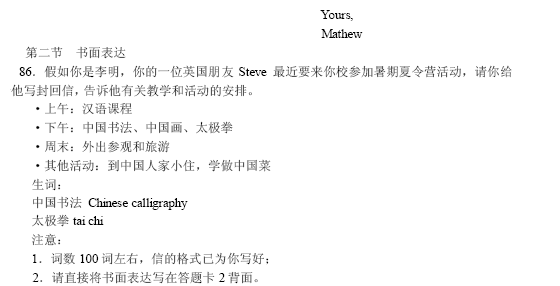 Yours,
Mathew
第二节 书面表达
86．假如你是李明，你的一位英国朋友 Steve 最近要来你校参加暑期夏令营活动，请你给
他写封回信，告诉他有关教学和活动的安排。
·上午：汉语课程
·下午：中国书法、中国画、太极拳
·周末：外出参观和旅游
·其他活动：到中国人家小住，学做中国菜
生词：
中国书法 Chinese calligraphy
太极拳 tai chi
注意：
1．词数 100 词左右，信的格式已为你写好；
2．请直接将书面表达写在答题卡 2 背面。